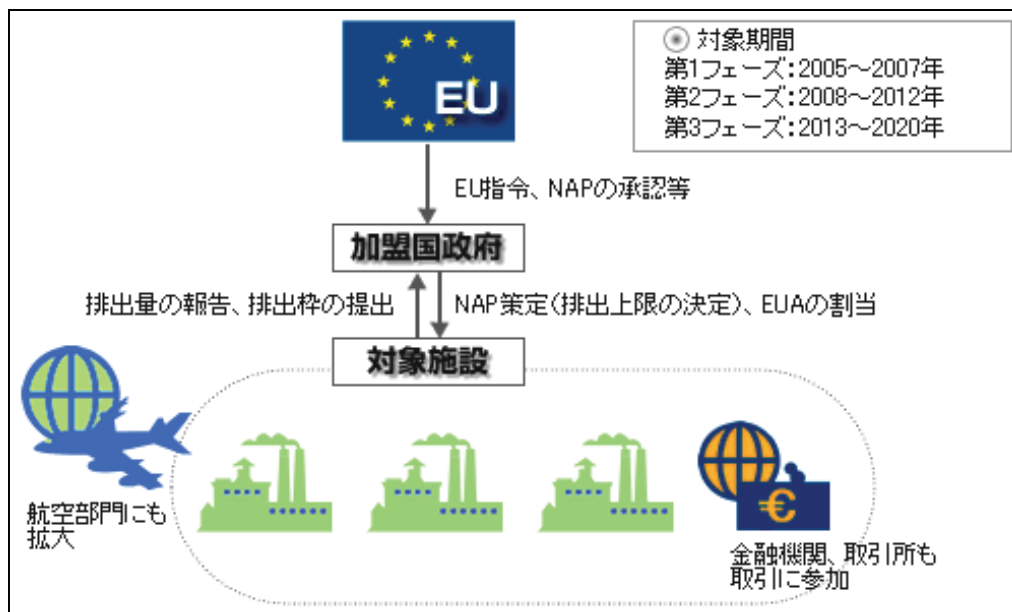 EU
◉ 対象期間
第1フェーズ：2005～2007年
第2フェーズ：2008～2012年
第3フェーズ：2013～2020年
EU指令、NAPの承認等
加盟国政府
排出量の報告、排出枠の提出
NAP策定（排出上限の決定）、EUAの割当
対象施設
航空部門にも
拡大
€
金融機関、取引所も
取引に参加